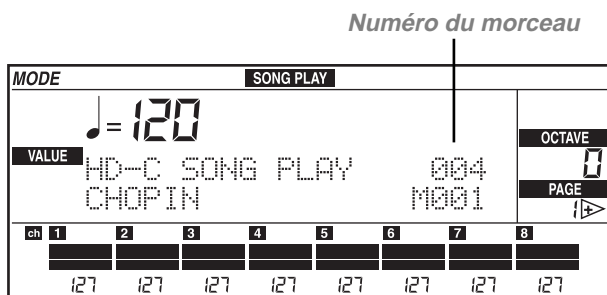 Numéro du morceau
MODE SONG PLAY
♩=120
OCTAVE
0
VALUE HD-C SONG PLAY 004
PAGE
1+
CHOPIN M001
ch 1 2 3 4 5 6 7 8
127 127 127 127 127 127 127 127